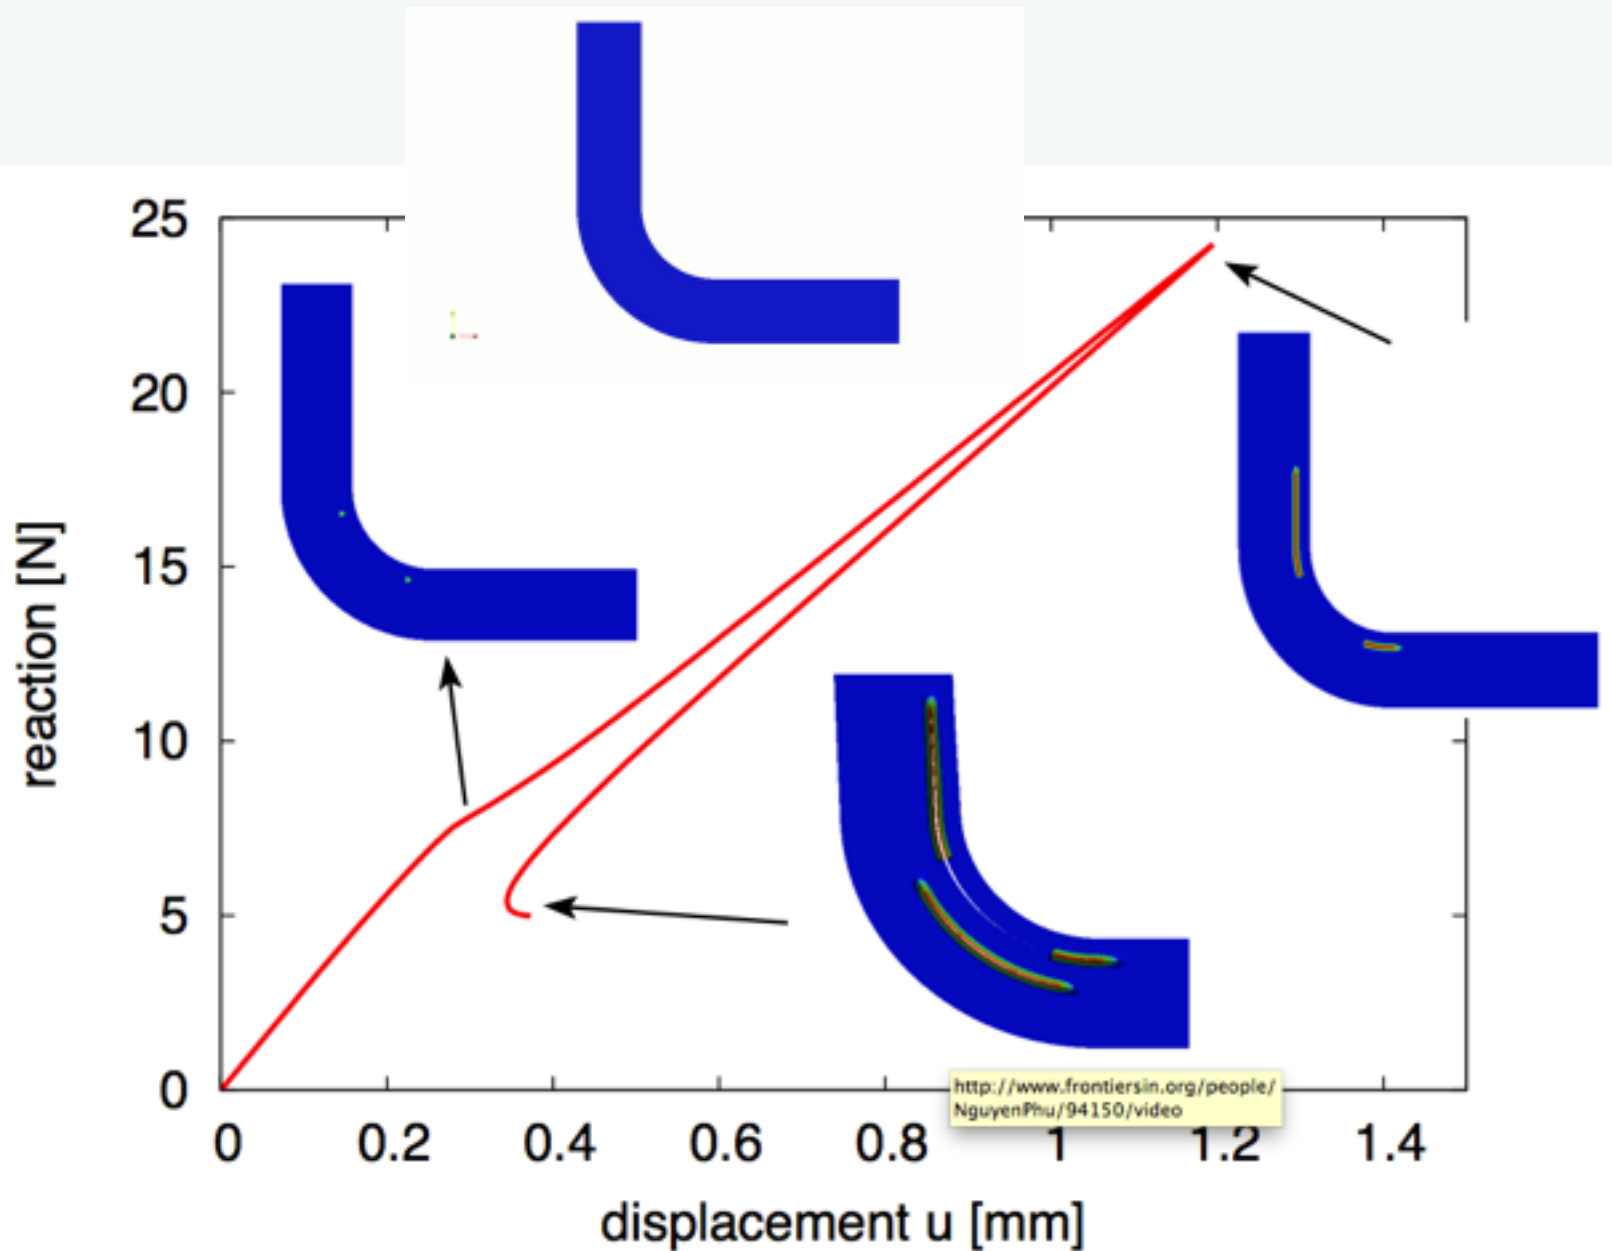 25
20
15
10
5
0
reaction [N]
http://www.frontiersin.org/people/
NguyenPhu/94150/video
0 0.2 0.4 0.6 0.8 1 1.2 1.4
displacement u [mm]